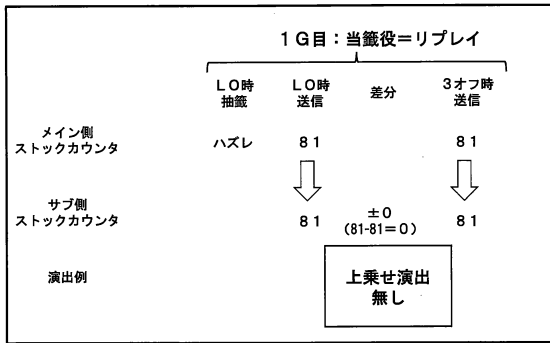 1G目：当籤役＝リプレイ
LO時
抽籤
LO時
送信
差分
3オフ時
送信
メイン側
ストックカウンタ
ハズレ
81
81
サブ側
ストックカウンタ
81
±0
(81-81＝0)
81
演出例
上乗せ演出
無し